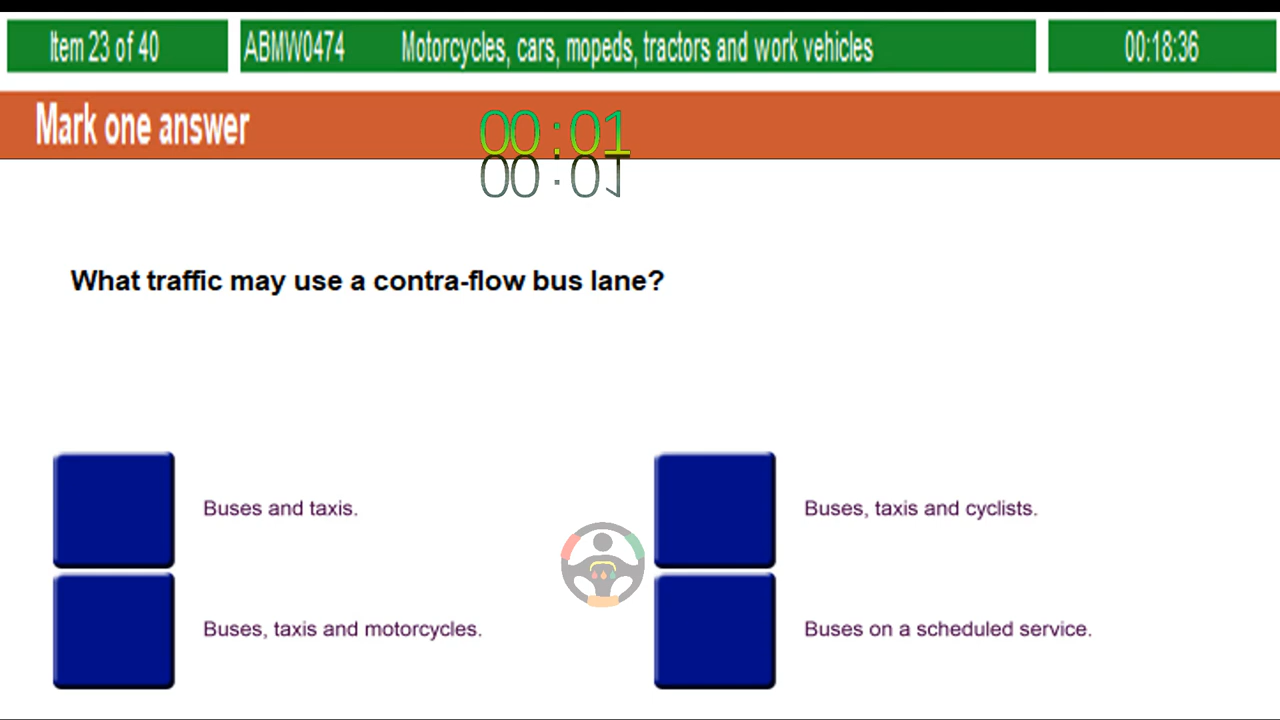 Item 23 of 40
ABMW0474 Motorcycles, cars, mopeds, tractors and work vehicles
00:18:36
Mark one answer
00:01
What traffic may use a contra-flow bus lane?
Buses and taxis.
Buses, taxis and cyclists.
Buses, taxis and motorcycles.
Buses on a scheduled service.